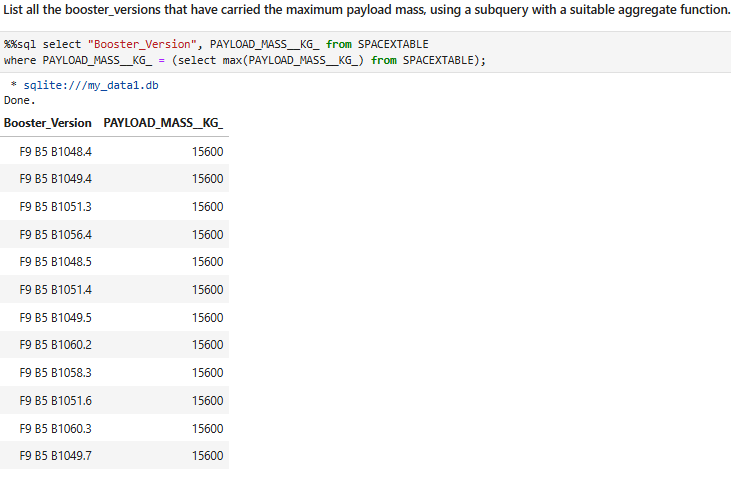 List all the booster_versions that have carried the maximum payload mass, using a subquery with a suitable aggregate function.
%%sql select "Booster_Version", PAYLOAD_MASS__KG_ from SPACEXTABLE
where PAYLOAD_MASS__KG_ = (select max(PAYLOAD_MASS__KG_) from SPACEXTABLE);
* sqlite:///my_data1.db
Done.
Booster_Version PAYLOAD_MASS__KG_
F9 B5 B1048.4 15600
F9 B5 B1049.4 15600
F9 B5 B1051.3 15600
F9 B5 B1056.4 15600
F9 B5 B1048.5 15600
F9 B5 B1051.4 15600
F9 B5 B1049.5 15600
F9 B5 B1060.2 15600
F9 B5 B1058.3 15600
F9 B5 B1051.6 15600
F9 B5 B1060.3 15600
F9 B5 B1049.7 15600